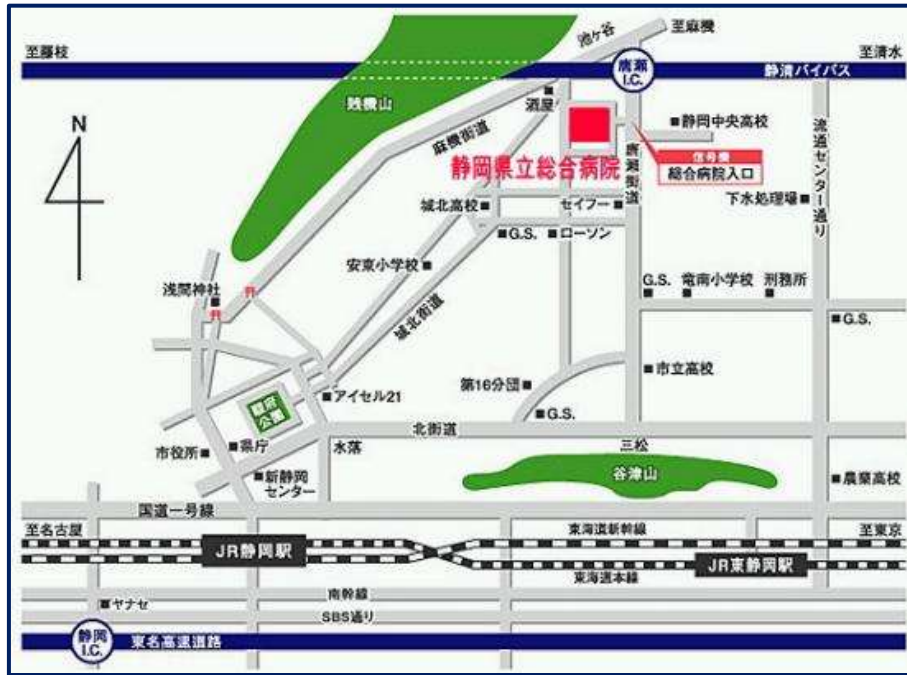 池ヶ谷
至麻機
至藤枝
至清水
唐瀬
I.C.
静清バイパス
賎機山
酒屋
静岡中央高校
麻機街道
信号機
総合病院入口
静岡県立総合病院
唐瀬街道
流通センター通り
N
城北高校
セイフー
下水処理場
G.S.
ローソン
安東小学校
浅間神社
城北街道
G.S.
竜南小学校
刑務所
G.S.
市立高校
第16分団
アイセル21
駿府
公園
G.S.
北街道
市役所
県庁
水落
三松
谷津山
新静岡
センター
農業高校
国道一号線
至名古屋
東海道新幹線
至東京
JR静岡駅
JR東静岡駅
東海道本線
南幹線
ヤナセ
SBS通り
静岡
I.C.
東名高速道路